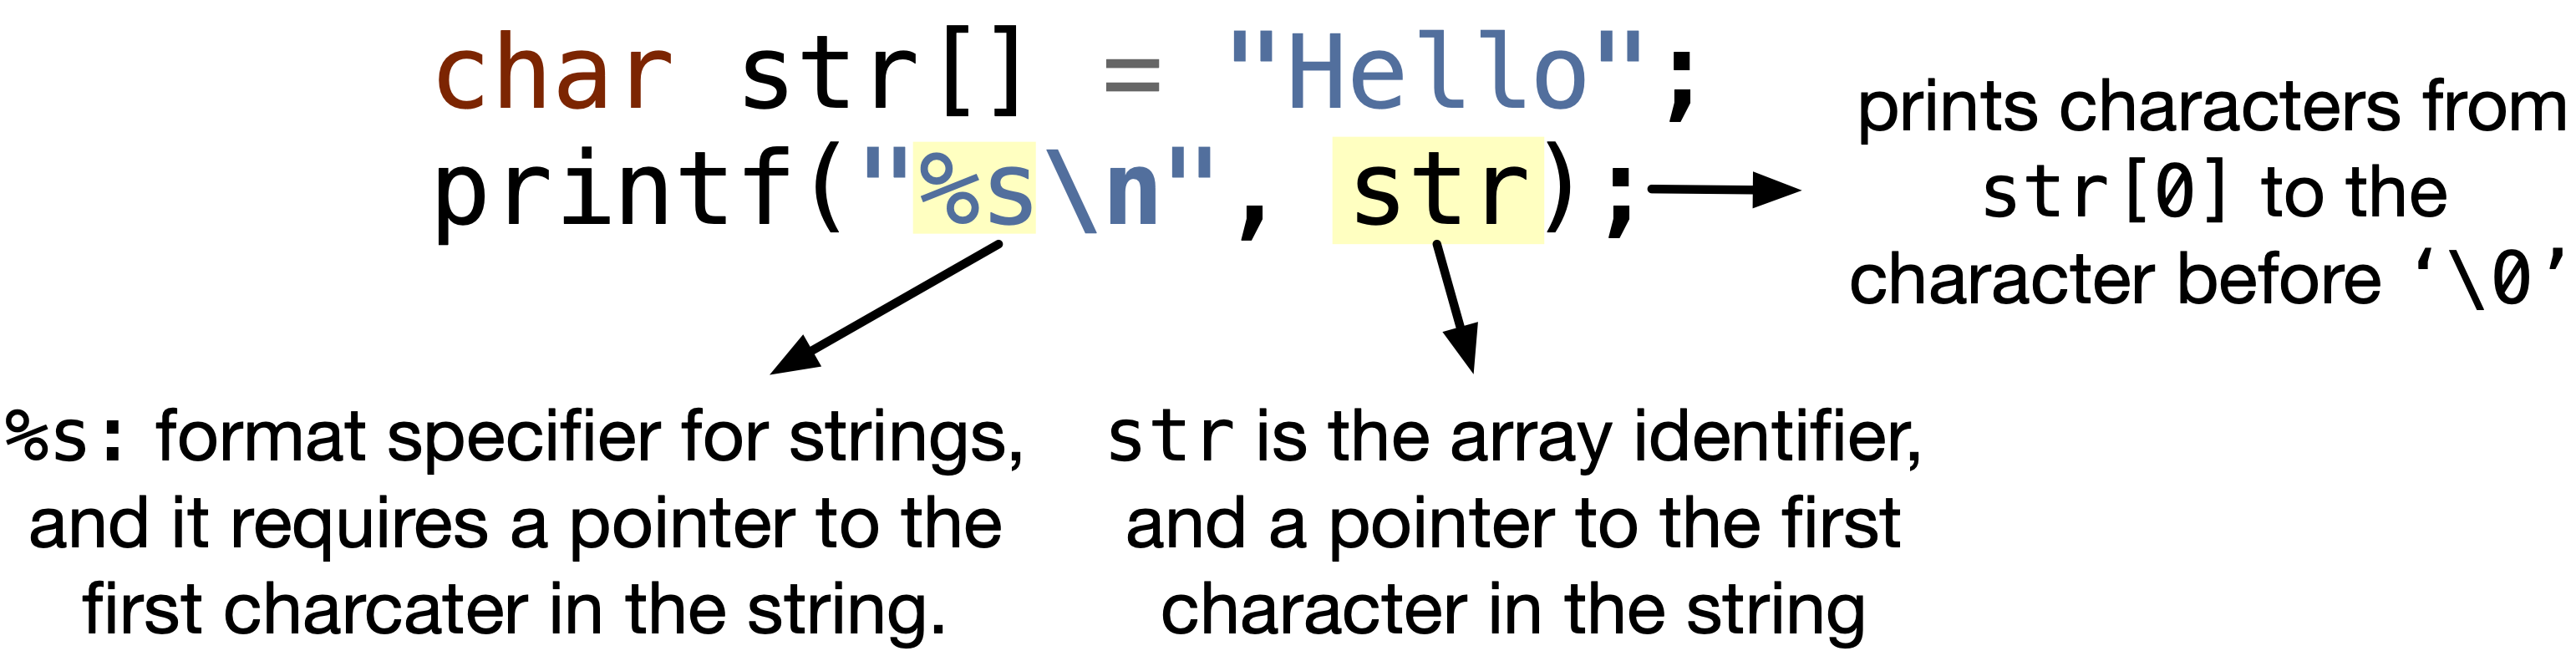 char str[] = "Hello";
printf("%s\n", str);
prints characters from
str[0] to the
character before ‘\0’
%s: format specifier for strings,
and it requires a pointer to the
first charcater in the string.
str is the array identifier,
and a pointer to the first
character in the string